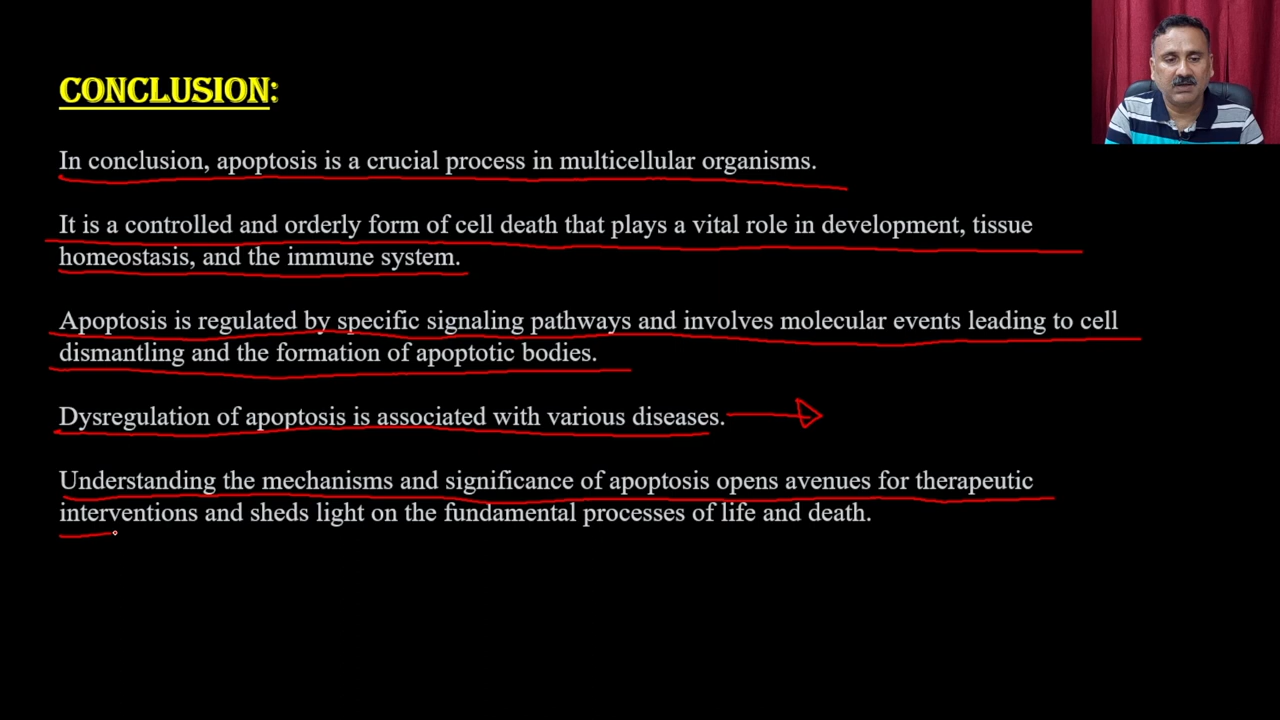 CONCLUSION:
In conclusion, apoptosis is a crucial process in multicellular organisms.
It is a controlled and orderly form of cell death that plays a vital role in development, tissue
homeostasis, and the immune system.
Apoptosis is regulated by specific signaling pathways and involves molecular events leading to cell
dismantling and the formation of apoptotic bodies.
Dysregulation of apoptosis is associated with various diseases.
Understanding the mechanisms and significance of apoptosis opens avenues for therapeutic
interventions and sheds light on the fundamental processes of life and death.